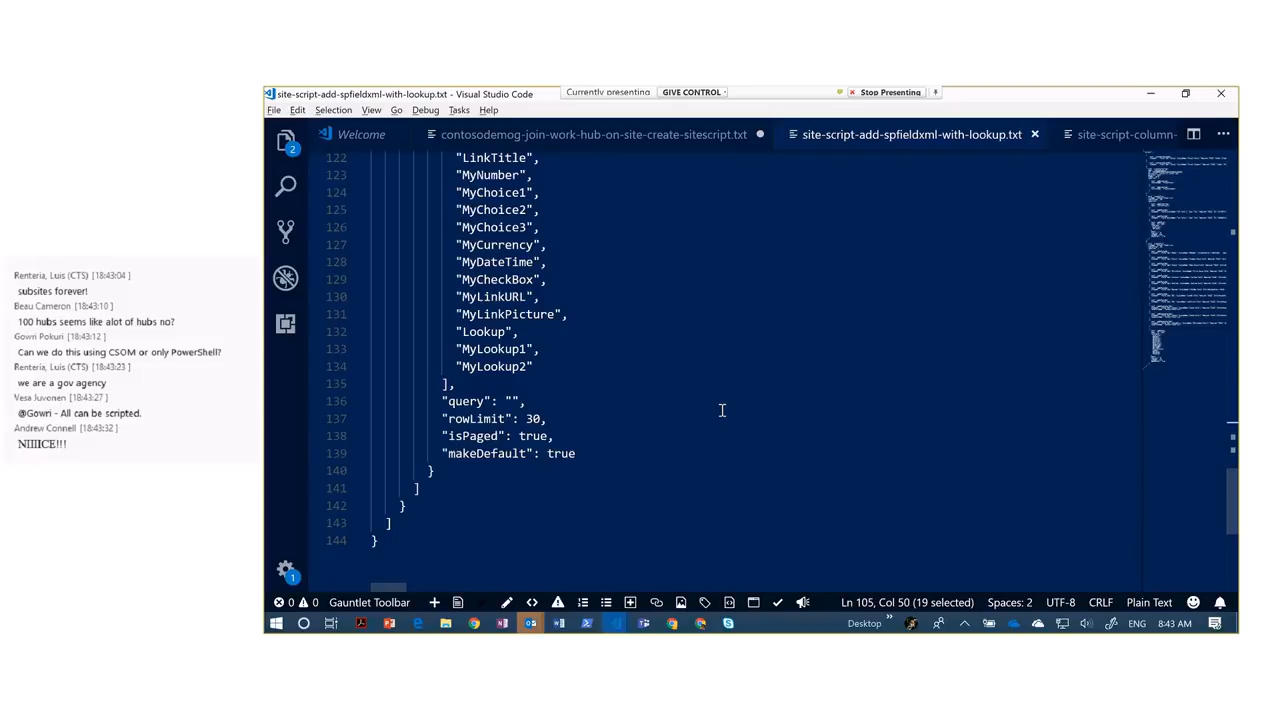 Renteria, Luis (CTS) [18:43:04 ]
subsites forever!
Beau Cameron [18:43:10 ]
100 hubs seems like alot of hubs no?
Gowri Pokuri [18:43:12 ]
Can we do this using CSOM or only PowerShell?
Renteria, Luis (CTS) [18:43:23 ]
we are a gov agency
Vesa Juvonen [18:43:27 ]
@Gowri - All can be scripted.
Andrew Connell [18:43:32 ]
NIIIICE!!!
site-script-add-spfieldxml-with-lookup.txt - Visual Studio Code
Currently presenting GIVE CONTROL Stop Presenting
File Edit Selection View Go Debug Tasks Help
Welcome contosodemog-join-work-hub-on-site-create-sitescript.txt site-script-add-spfieldxml-with-lookup.txt site-script-column-
2
122 "LinkTitle",
123 "MyNumber",
124 "MyChoice1",
125 "MyChoice2",
126 "MyChoice3",
127 "MyCurrency",
128 "MyDateTime",
129 "MyCheckBox",
130 "MyLinkURL",
131 "MyLinkPicture",
132 "Lookup",
133 "MyLookup1",
134 "MyLookup2"
135 ],
136 "query": "",
137 "rowLimit": 30,
138 "isPaged": true,
139 "makeDefault": true
140 }
141 ]
142 }
143 ]
144 }
1
0 0 Gauntlet Toolbar Ln 105, Col 50 (19 selected) Spaces: 2 UTF-8 CRLF Plain Text
Desktop ENG 8:43 AM